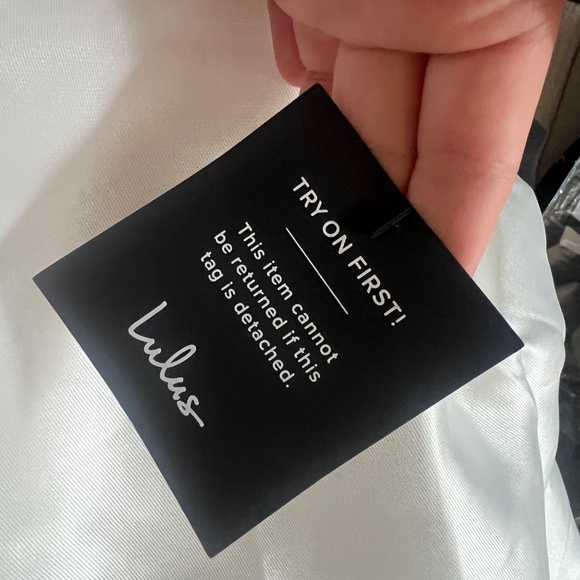 TRY ON FIRST!
This item cannot
be returned if this
tag is detached.
Lulus